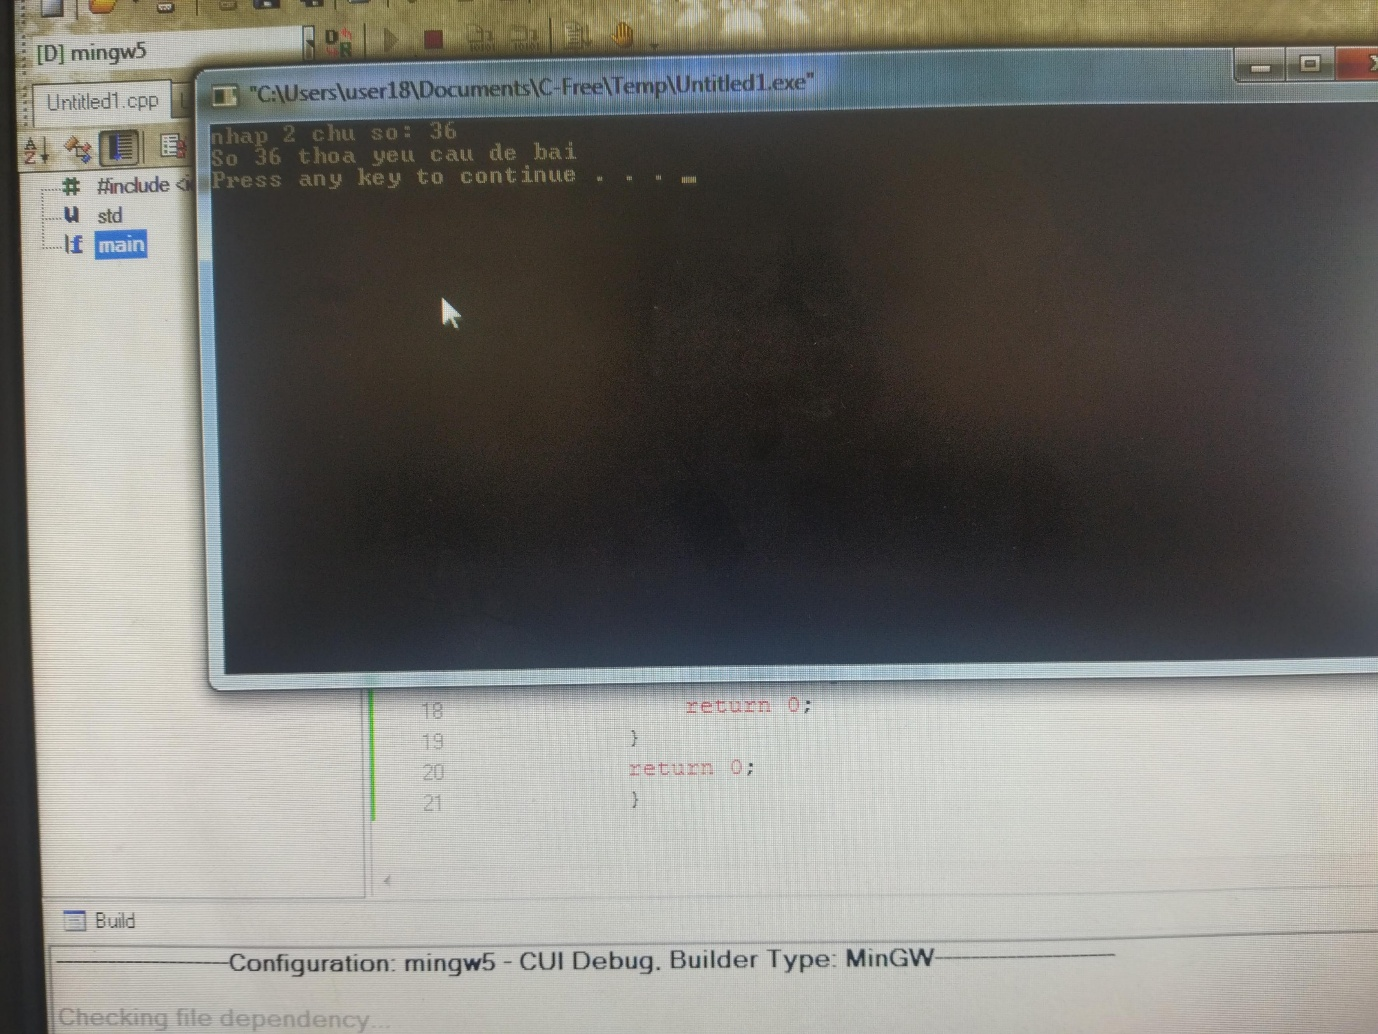 [D] mingw5
Untitled1.cpp
"C:\Users\user18\Documents\C-Free\Temp\Untitled1.exe"
nhap 2 chu so: 36
So 36 thoa yeu cau de bai
Press any key to continue . . .
#include
std
main
18 return 0;
19 }
20 return 0;
21 }
Build
Configuration: mingw5 - CUI Debug, Builder Type: MinGW
Checking file dependency...